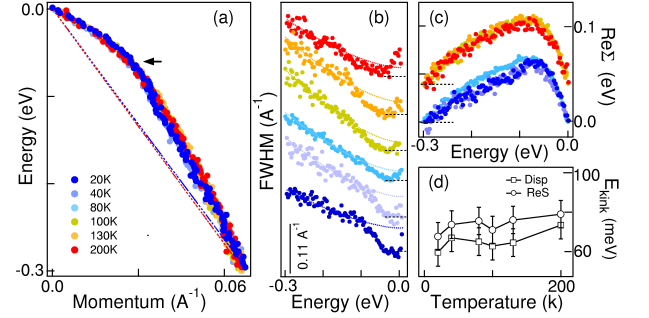 0.0
(a)
Energy (eV)
-0.3
20K
40K
80K
100K
130K
200K
0.0
0.06
Momentum (A⁻¹)
(b)
FWHM (A⁻¹)
0.11 A⁻¹
-0.3
0.0
Energy (eV)
(c)
0.1
0.0
ReΣ (eV)
-0.3
0.0
Energy (eV)
(d)
Disp
ReS
100
60
E_kink (meV)
0
100
200
Temperature (k)